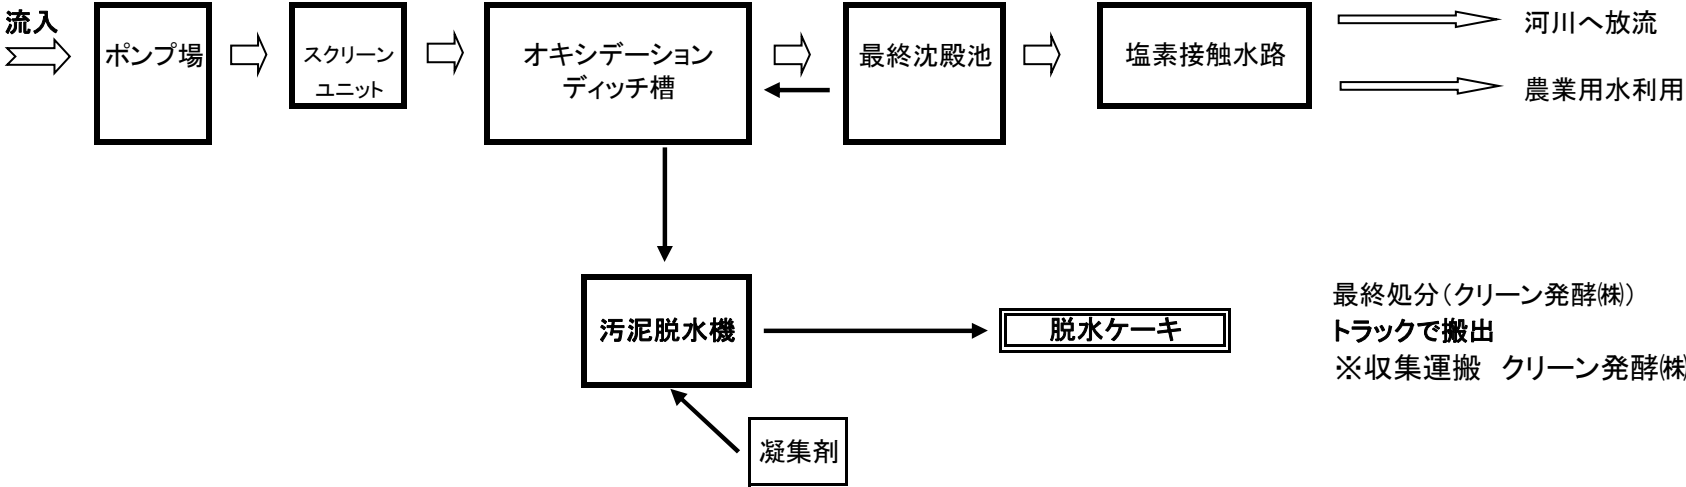 流入
ポンプ場
スクリーン
ユニット
オキシデーション
ディッチ槽
最終沈殿池
塩素接触水路
河川へ放流
農業用水利用
汚泥脱水機
脱水ケーキ
最終処分（クリーン発酵㈱）
トラックで搬出
※収集運搬　クリーン発酵㈱
凝集剤